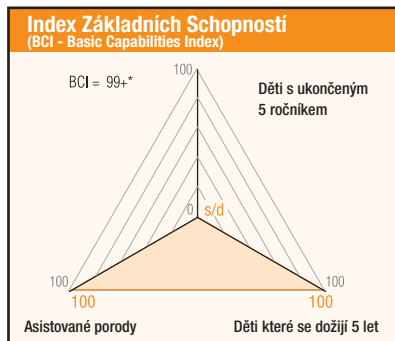 Index Základních Schopností
(BCI - Basic Capabilities Index)
BCI = 99+*
100
Děti s ukončeným
5 ročníkem
0
s/d
100
100
100
100
Asistované porody
Děti které se dožijí 5 let